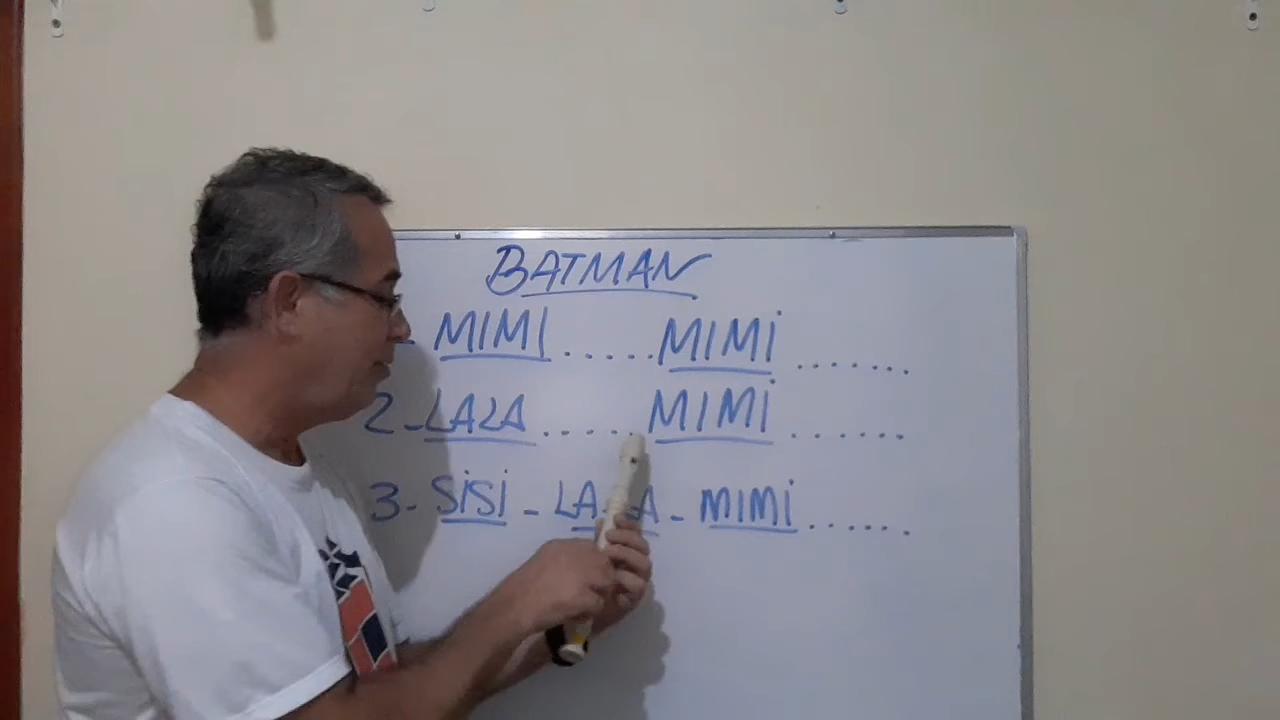 BATMAN
- MIMI ..... MIMI .......
2- LALA ..... MIMI .......
3- SISI - LALA - MIMI ......